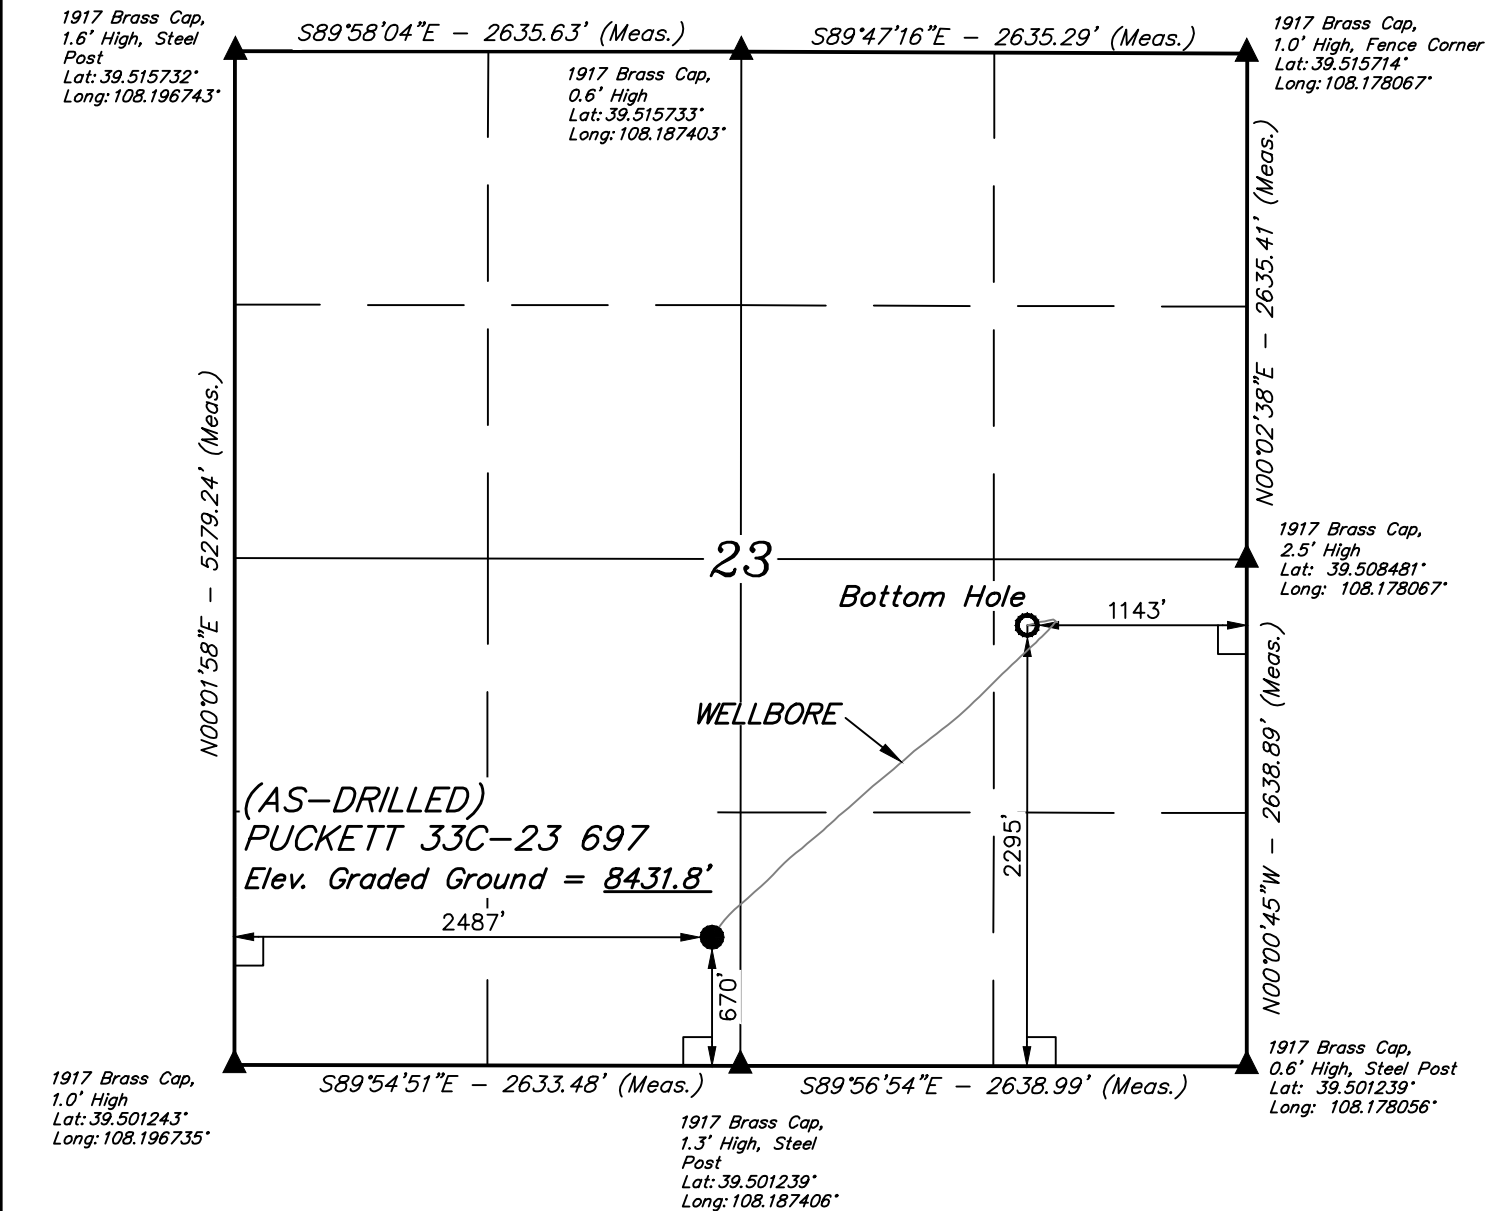 1917 Brass Cap,
1.6' High, Steel
Post
Lat: 39.515732°
Long: 108.196743°
S89°58'04"E - 2635.63' (Meas.)
1917 Brass Cap,
0.6' High
Lat: 39.515733°
Long: 108.187403°
S89°47'16"E - 2635.29' (Meas.)
1917 Brass Cap,
1.0' High, Fence Corner
Lat: 39.515714°
Long: 108.178067°
N00°02'38"E - 2635.41' (Meas.)
N00°01'58"E - 5279.24' (Meas.)
23
1917 Brass Cap,
2.5' High
Lat: 39.508481°
Long: 108.178067°
Bottom Hole
1143'
WELLBORE
N00°00'45"W - 2638.89' (Meas.)
(AS-DRILLED)
PUCKETT 33C-23 697
Elev. Graded Ground = 8431.8'
2295'
2487'
670'
1917 Brass Cap,
1.0' High
Lat: 39.501243°
Long: 108.196735°
S89°54'51"E - 2633.48' (Meas.)
S89°56'54"E - 2638.99' (Meas.)
1917 Brass Cap,
0.6' High, Steel Post
Lat: 39.501239°
Long: 108.178056°
1917 Brass Cap,
1.3' High, Steel
Post
Lat: 39.501239°
Long: 108.187406°